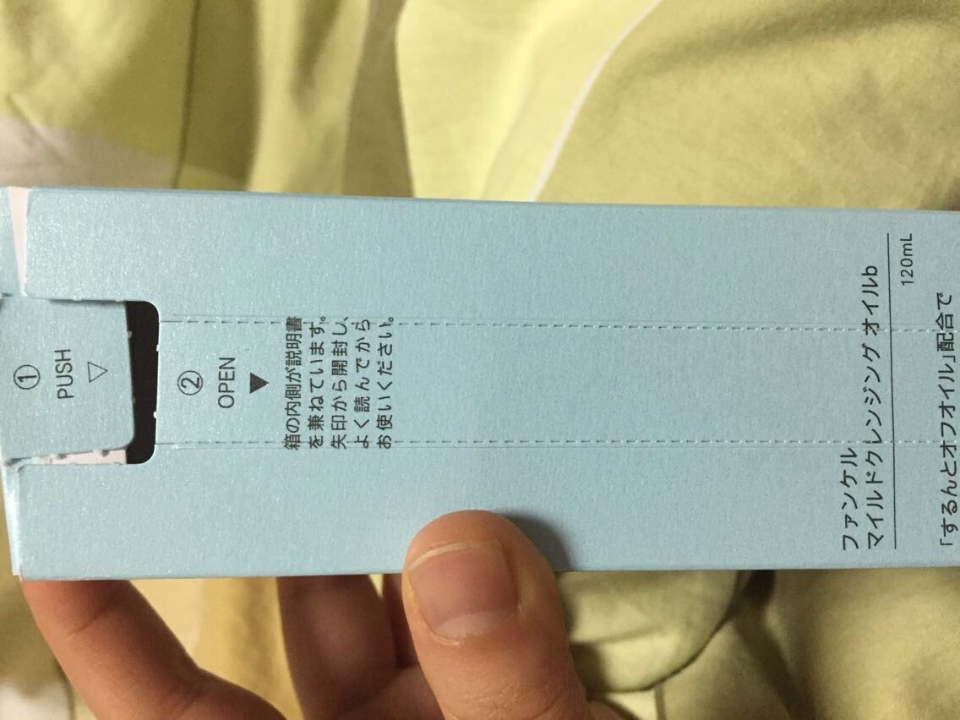 ①
PUSH
②
OPEN
箱の内側が説明書
を兼ねています。
矢印から開封し、
よく読んでから
お使いください。
ファンケル
マイルドクレンジング オイルb
120mL
「するんとオフオイル」配合で